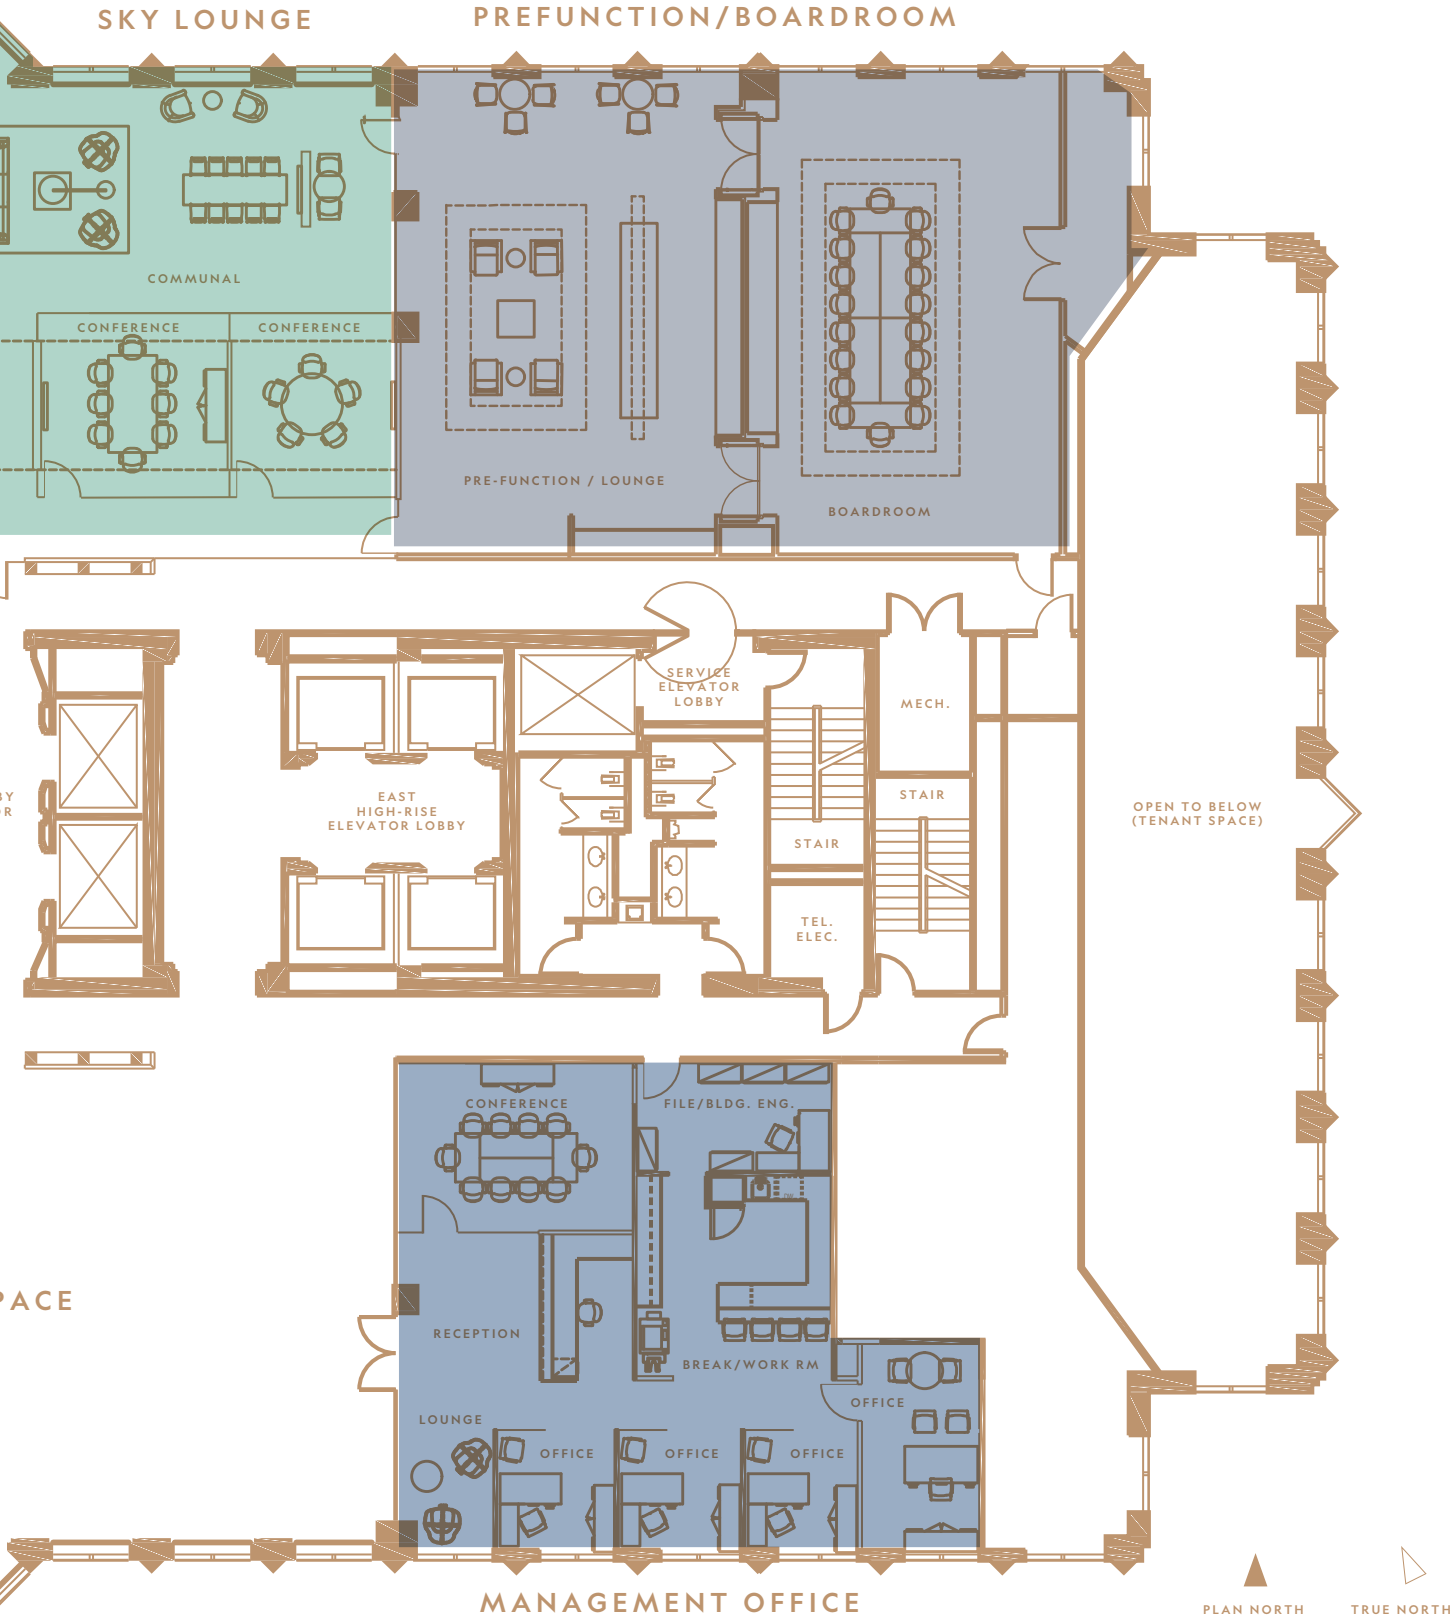 SKY LOUNGE
PREFUNCTION/BOARDROOM
COMMUNAL
CONFERENCE
CONFERENCE
PRE-FUNCTION / LOUNGE
BOARDROOM
SERVICE
ELEVATOR
LOBBY
MECH.
STAIR
EAST
HIGH-RISE
ELEVATOR LOBBY
BY
OR
OPEN TO BELOW
(TENANT SPACE)
STAIR
TEL.
ELEC.
CONFERENCE
FILE/BLDG. ENG.
PACE
RECEPTION
BREAK/WORK RM
OFFICE
LOUNGE
OFFICE
OFFICE
OFFICE
MANAGEMENT OFFICE
PLAN NORTH
TRUE NORTH